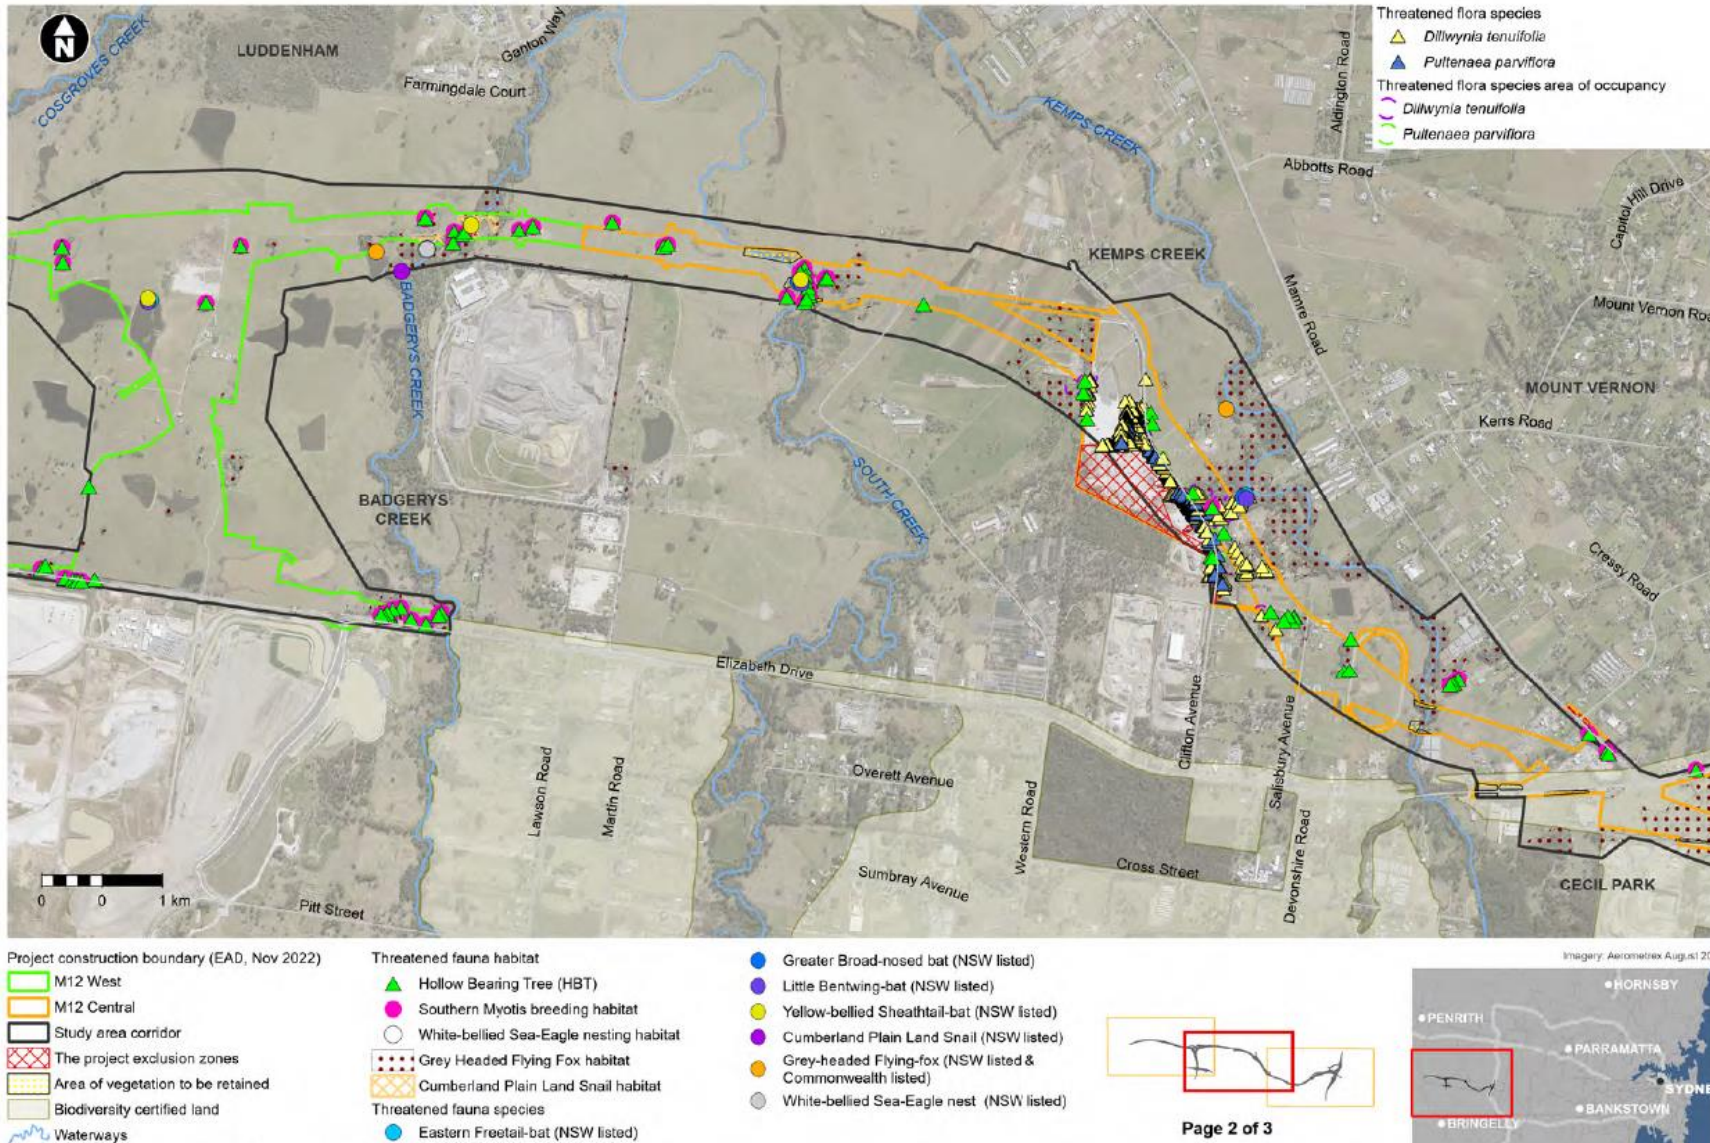 N
LUDDENHAM
Ganton Way
Farmingdale Court
COSGROVES CREEK
Threatened flora species
Dillwynia tenuifolia
Pultenaea parviflora
Threatened flora species area of occupancy
Dillwynia tenuifolia
Pultenaea parviflora
Aldington Road
KEMPS CREEK
Abbotts Road
Capitol Hill Drive
KEMPS CREEK
Mamre Road
Mount Vernon Roa
MOUNT VERNON
Kerrs Road
BADGERYS CREEK
BADGERYS
CREEK
SOUTH CREEK
Cressy Road
Elizabeth Drive
Clifton Avenue
Salisbury Avenue
Lawson Road
Martin Road
Overett Avenue
Western Road
Devonshire Road
Cross Street
Sumbray Avenue
CECIL PARK
Pitt Street
0 0 1 km
Project construction boundary (EAD, Nov 2022)
M12 West
M12 Central
Study area corridor
The project exclusion zones
Area of vegetation to be retained
Biodiversity certified land
Waterways
Threatened fauna habitat
Hollow Bearing Tree (HBT)
Southern Myotis breeding habitat
White-bellied Sea-Eagle nesting habitat
Grey Headed Flying Fox habitat
Cumberland Plain Land Snail habitat
Threatened fauna species
Eastern Freetail-bat (NSW listed)
Greater Broad-nosed bat (NSW listed)
Little Bentwing-bat (NSW listed)
Yellow-bellied Sheathtail-bat (NSW listed)
Cumberland Plain Land Snail (NSW listed)
Grey-headed Flying-fox (NSW listed &
Commonwealth listed)
White-bellied Sea-Eagle nest (NSW listed)
Page 2 of 3
Imagery: Aerometrex August 20
HORNSBY
PENRITH
PARRAMATTA
SYDNE
BANKSTOWN
BRINGELLY